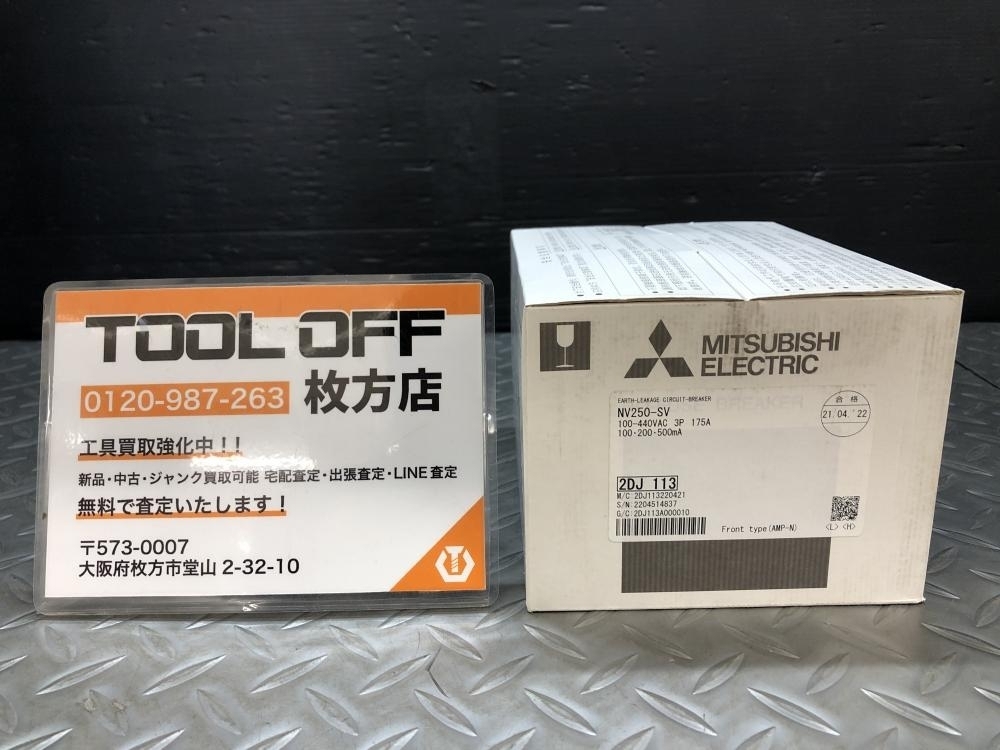 TOOL OFF
0120-987-263 枚方店
工具買取強化中！！
新品・中古・ジャンク買取可能 宅配査定・出張査定・LINE査定
無料で査定いたします！
〒573-0007
大阪府枚方市堂山 2-32-10
MITSUBISHI
ELECTRIC
EARTH-LEAKAGE CIRCUIT-BREAKER
NV250-SV
100-440VAC 3P 175A
100・200・500mA
合格
21.04.'22
2DJ 113
M/C:2DJ113220421
S/N:2204514837
G/C:2DJ113A000010
Front type(AMP-N)
<L> <H>